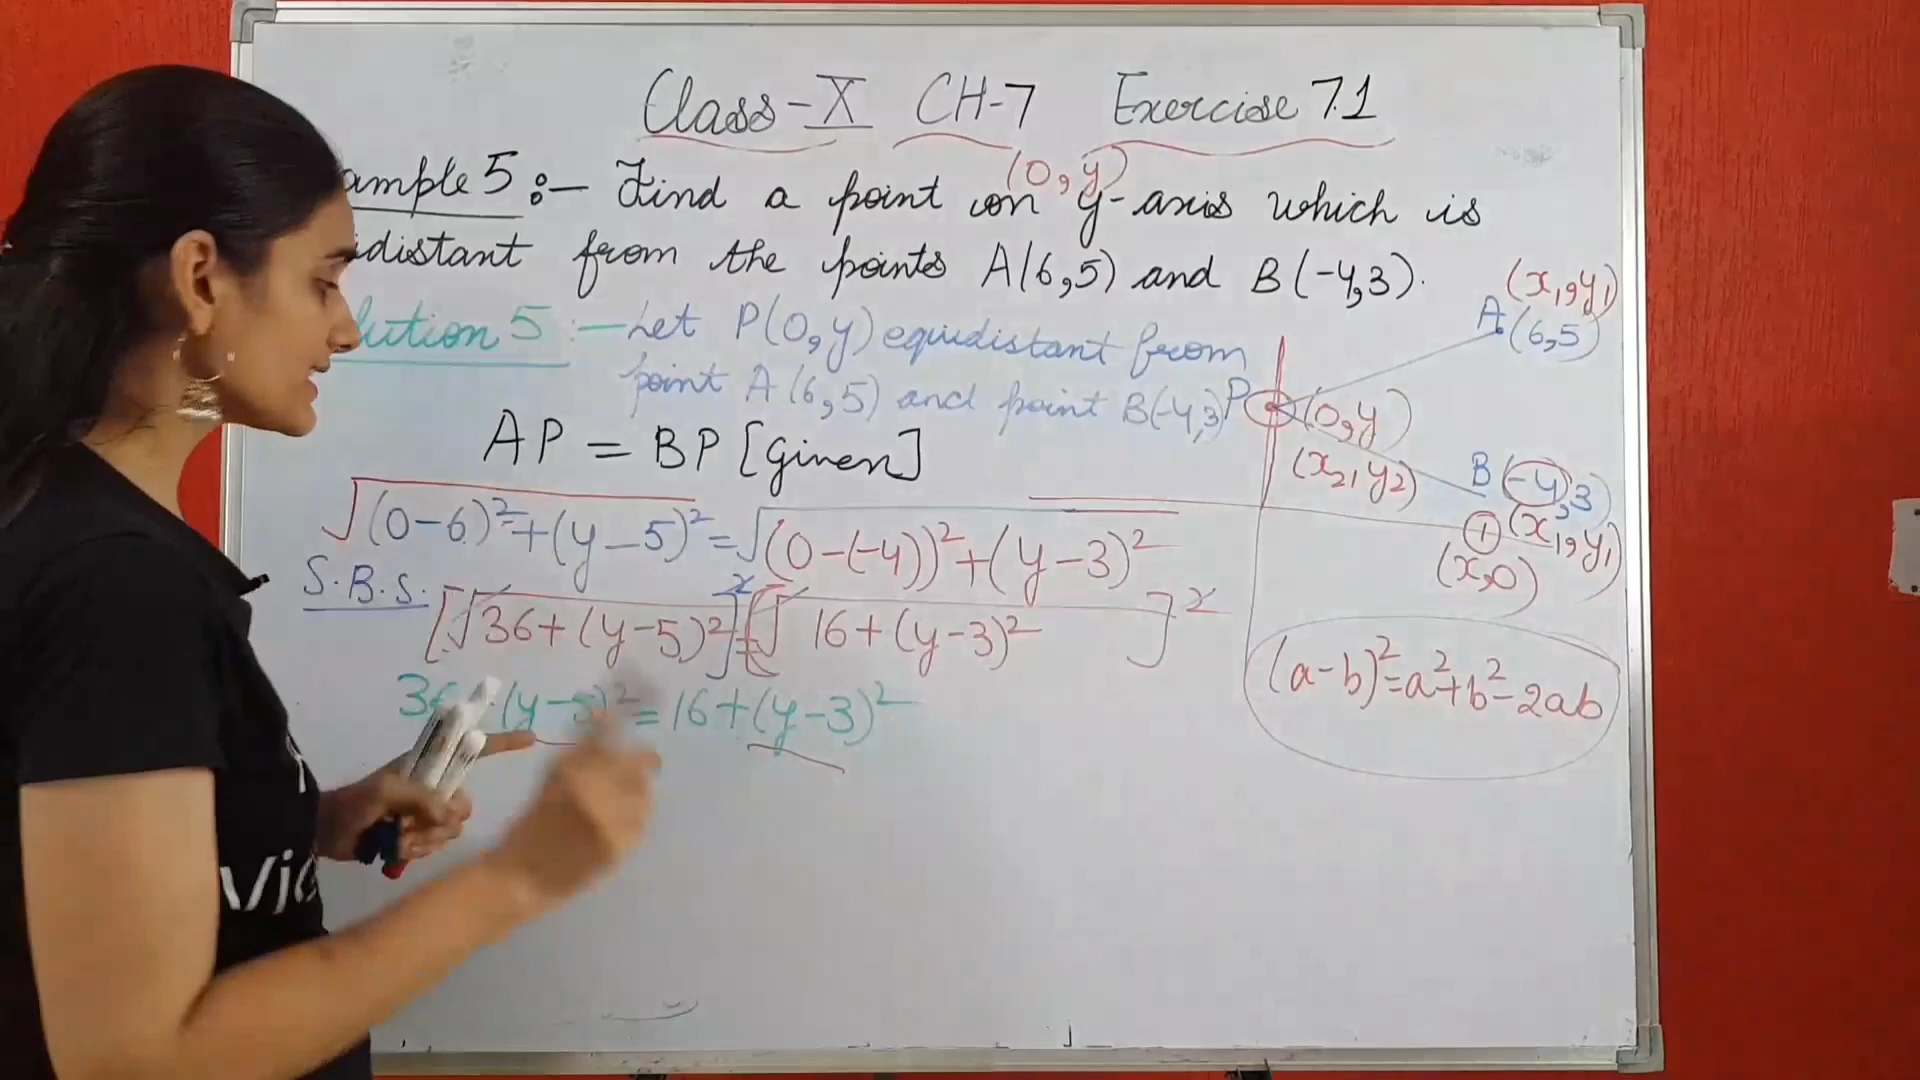 Class-X CH-7 Exercise 7.1
(0,y)
ample 5 :- Find a point on y-axis which is
idistant from the points A(6,5) and B(-4,3).
(x₁,y₁)
lution 5 :- Let P(0,y) equidistant from
A (6,5)
point A(6,5) and point B(-4,3)
P (0,y)
AP = BP [Given]
(x₂,y₂)
B (-4,3)
√(0-6)²+(y-5)² = √(0-(-4))²+(y-3)²
+ (x₁,y₁)
(x,0)
S.B.S.
[√36+(y-5)²]² = [√16+(y-3)²]²
(a-b)²=a²+b²-2ab
36+(y-5)² = 16+(y-3)²